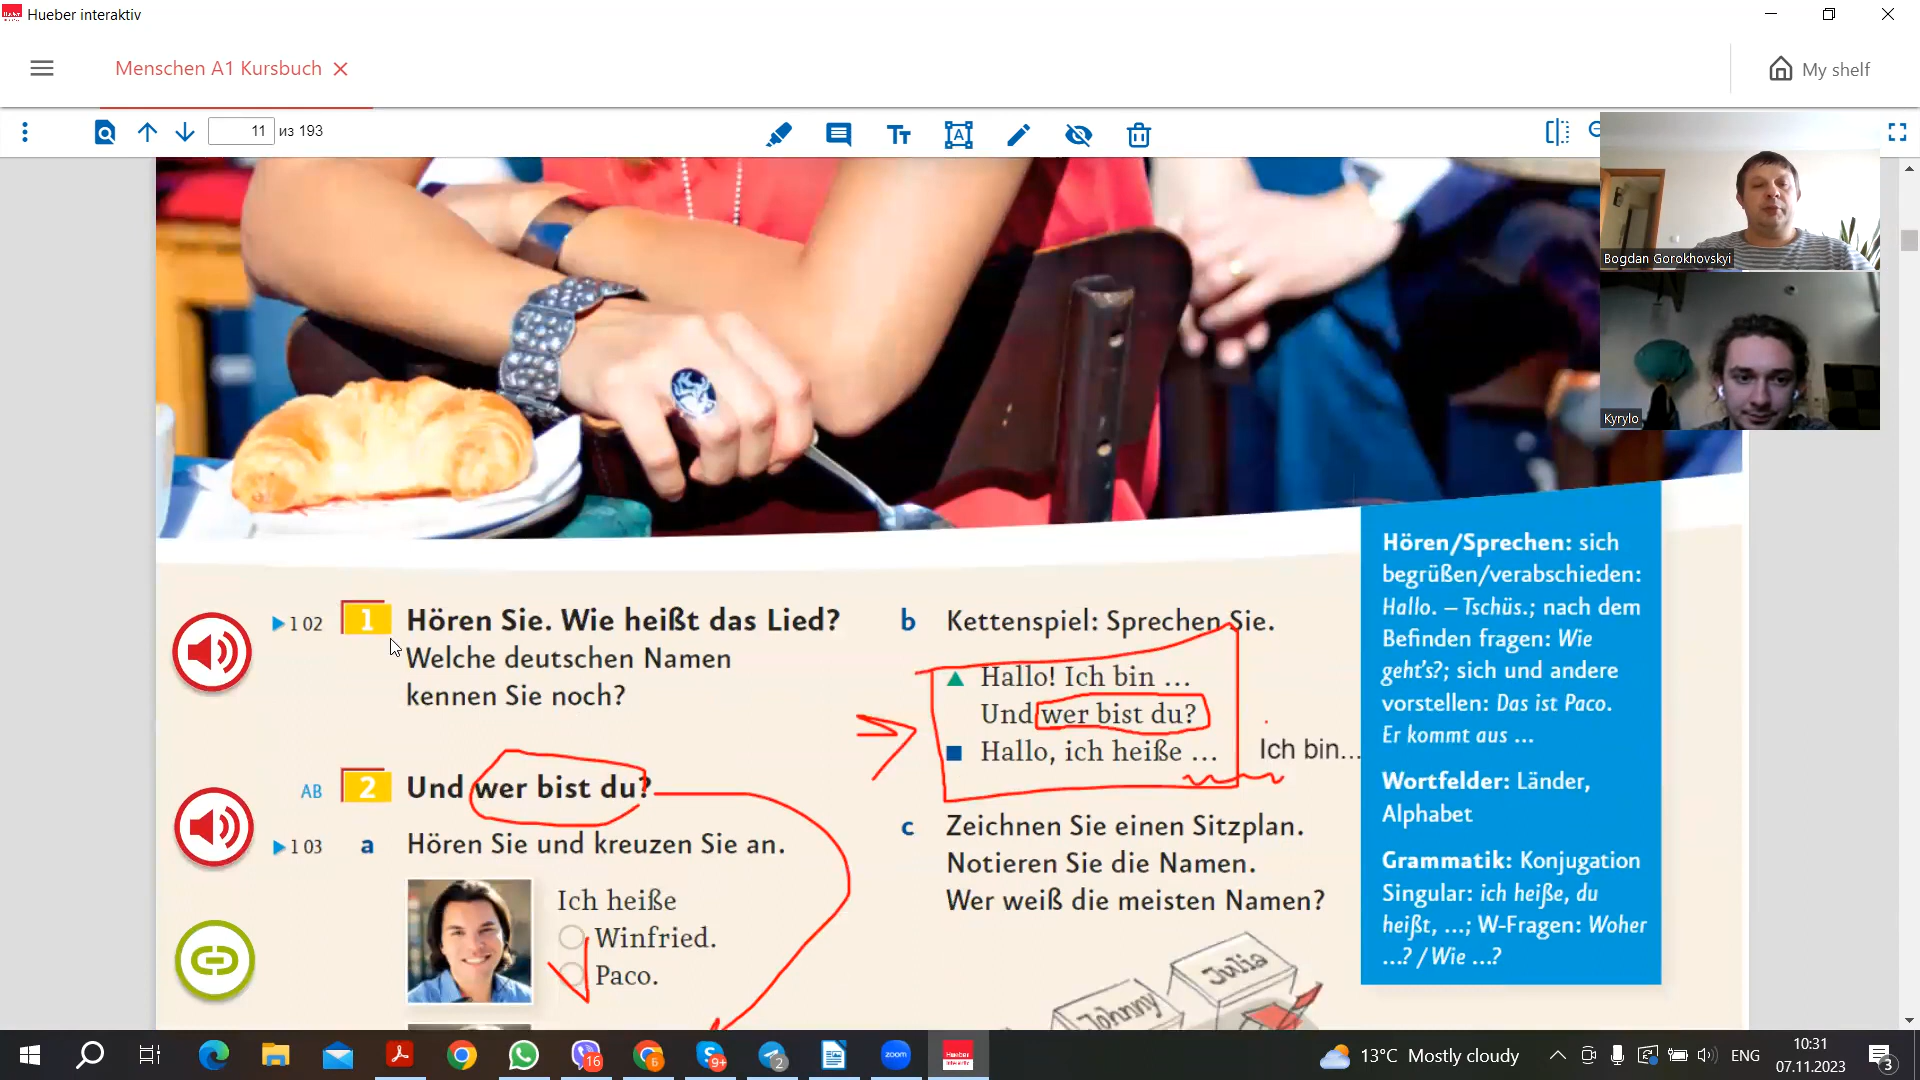 Hueber interaktiv
Menschen A1 Kursbuch
My shelf
11 из 193
Bogdan Gorokhovskyi
Kyrylo
1 02
1
Hören Sie. Wie heißt das Lied?
Welche deutschen Namen
kennen Sie noch?
AB
2
Und wer bist du?
1 03
a
Hören Sie und kreuzen Sie an.
Ich heiße
Winfried.
Paco.
b
Kettenspiel: Sprechen Sie.
Hallo! Ich bin ...
Und wer bist du?
Hallo, ich heiße ...
Ich bin...
c
Zeichnen Sie einen Sitzplan.
Notieren Sie die Namen.
Wer weiß die meisten Namen?
Johnny
Julia
Hören/Sprechen: sich
begrüßen/verabschieden:
Hallo. – Tschüs.; nach dem
Befinden fragen: Wie
geht's?; sich und andere
vorstellen: Das ist Paco.
Er kommt aus ...
Wortfelder: Länder,
Alphabet
Grammatik: Konjugation
Singular: ich heiße, du
heißt, ...; W-Fragen: Woher
...? / Wie ...?
16
6
9+
2
zoom
13°C Mostly cloudy
ENG
10:31
07.11.2023
3